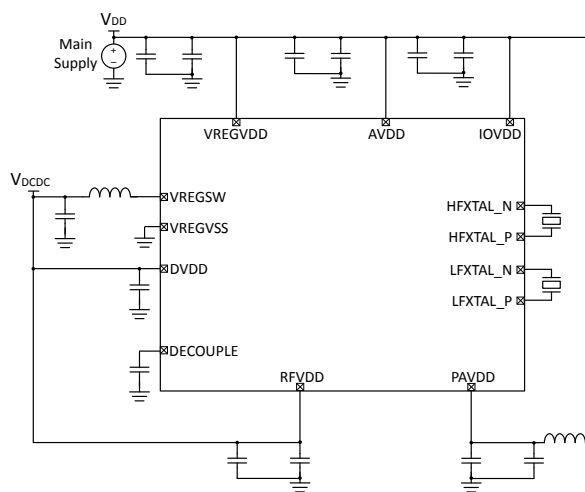 VDD
Main
Supply
+
−
VREGVDD
AVDD
IOVDD
VDCDC
VREGSW
HFXTAL_N
VREGVSS
HFXTAL_P
DVDD
LFXTAL_N
LFXTAL_P
DECOUPLE
RFVDD
PAVDD